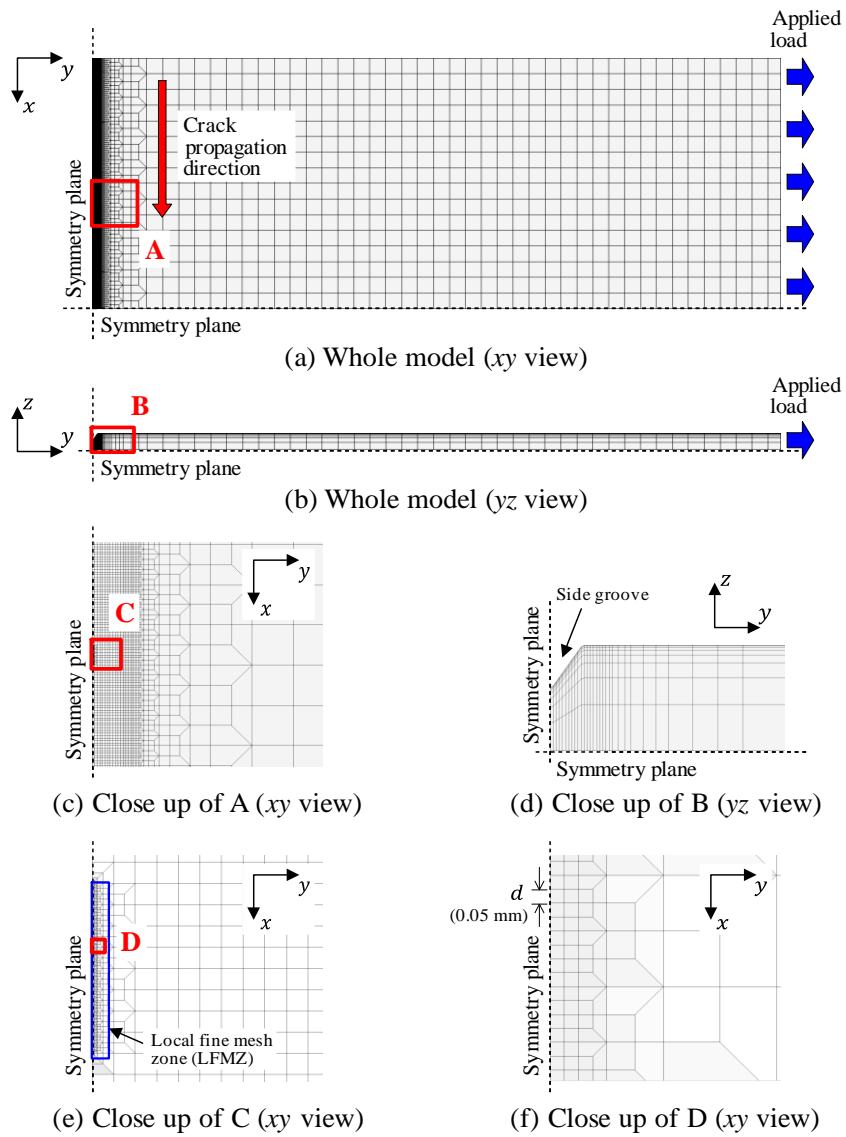 Applied
load
y
x
Crack
propagation
direction
Symmetry plane
A
Symmetry plane
(a) Whole model (xy view)
Applied
load
z
B
y
Symmetry plane
(b) Whole model (yz view)
y
x
C
Symmetry plane
(c) Close up of A (xy view)
z
y
Side groove
Symmetry plane
Symmetry plane
(d) Close up of B (yz view)
y
x
D
Symmetry plane
Local fine mesh
zone (LFMZ)
(e) Close up of C (xy view)
y
x
d
(0.05 mm)
Symmetry plane
(f) Close up of D (xy view)